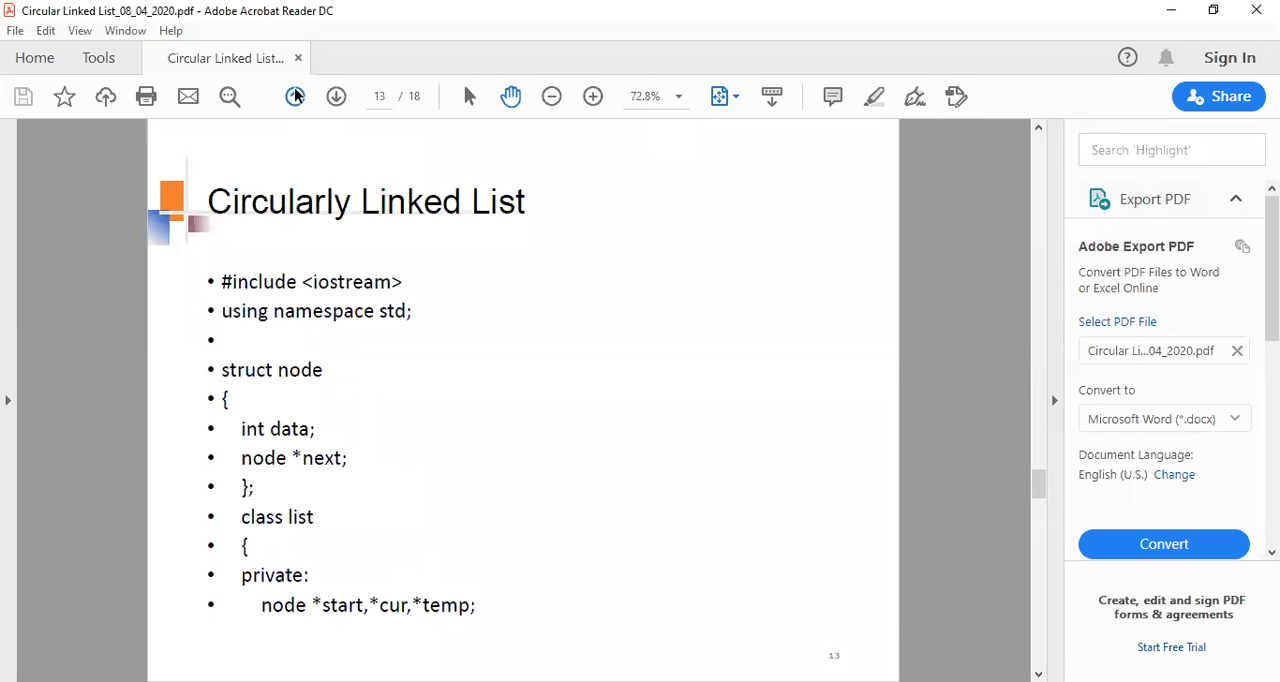 Circular Linked List_08_04_2020.pdf - Adobe Acrobat Reader DC
File Edit View Window Help
Home Tools Circular Linked List... × Sign In
13 / 18 72.8% Share
Search 'Highlight'
Export PDF
Adobe Export PDF
Convert PDF Files to Word
or Excel Online
Select PDF File
Circular Li...04_2020.pdf
Convert to
Microsoft Word (*.docx)
Document Language:
English (U.S.) Change
Convert
Create, edit and sign PDF
forms & agreements
Start Free Trial
Circularly Linked List
• #include <iostream>
• using namespace std;
•
• struct node
• {
• int data;
• node *next;
• };
• class list
• {
• private:
• node *start,*cur,*temp;
13